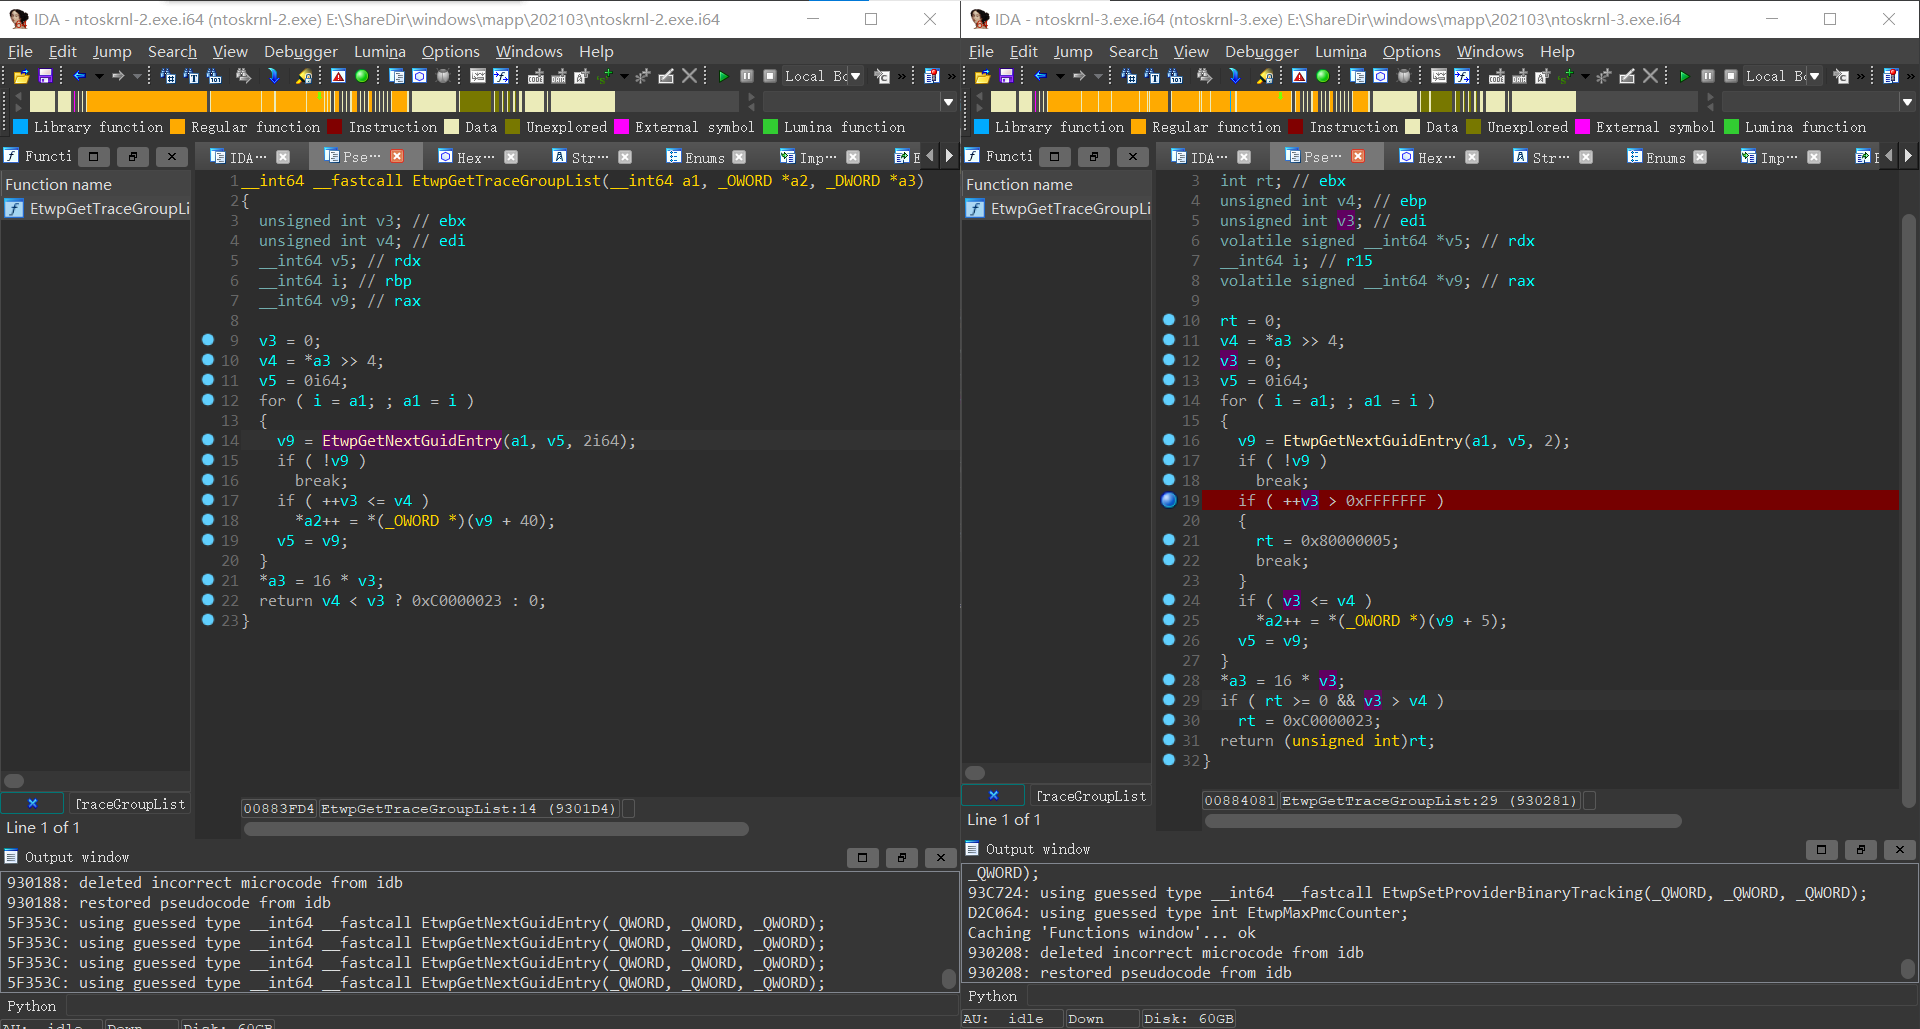 IDA - ntoskrnl-2.exe.i64 (ntoskrnl-2.exe) E:\ShareDir\windows\mapp\202103\ntoskrnl-2.exe.i64
File Edit Jump Search View Debugger Lumina Options Windows Help
Local Bo
Library function Regular function Instruction Data Unexplored External symbol Lumina function
Functi
IDA··· Pse··· Hex··· Str··· Enums Imp··· E
Function name
EtwpGetTraceGroupLi
1 __int64 __fastcall EtwpGetTraceGroupList(__int64 a1, _OWORD *a2, _DWORD *a3)
2 {
3 unsigned int v3; // ebx
4 unsigned int v4; // edi
5 __int64 v5; // rdx
6 __int64 i; // rbp
7 __int64 v9; // rax
8
9 v3 = 0;
10 v4 = *a3 >> 4;
11 v5 = 0i64;
12 for ( i = a1; ; a1 = i )
13 {
14 v9 = EtwpGetNextGuidEntry(a1, v5, 2i64);
15 if ( !v9 )
16 break;
17 if ( ++v3 <= v4 )
18 *a2++ = *(_OWORD *)(v9 + 40);
19 v5 = v9;
20 }
21 *a3 = 16 * v3;
22 return v4 < v3 ? 0xC0000023 : 0;
23 }
TraceGroupList
Line 1 of 1
00883FD4 EtwpGetTraceGroupList:14 (9301D4)
Output window
930188: deleted incorrect microcode from idb
930188: restored pseudocode from idb
5F353C: using guessed type __int64 __fastcall EtwpGetNextGuidEntry(_QWORD, _QWORD, _QWORD);
5F353C: using guessed type __int64 __fastcall EtwpGetNextGuidEntry(_QWORD, _QWORD, _QWORD);
5F353C: using guessed type __int64 __fastcall EtwpGetNextGuidEntry(_QWORD, _QWORD, _QWORD);
5F353C: using guessed type __int64 __fastcall EtwpGetNextGuidEntry(_QWORD, _QWORD, _QWORD);
Python
AU: idle Down Disk: 60GB
IDA - ntoskrnl-3.exe.i64 (ntoskrnl-3.exe) E:\ShareDir\windows\mapp\202103\ntoskrnl-3.exe.i64
File Edit Jump Search View Debugger Lumina Options Windows Help
Local Bo
Library function Regular function Instruction Data Unexplored External symbol Lumina function
Functi
IDA··· Pse··· Hex··· Str··· Enums Imp··· E
Function name
EtwpGetTraceGroupLi
3 int rt; // ebx
4 unsigned int v4; // ebp
5 unsigned int v3; // edi
6 volatile signed __int64 *v5; // rdx
7 __int64 i; // r15
8 volatile signed __int64 *v9; // rax
9
10 rt = 0;
11 v4 = *a3 >> 4;
12 v3 = 0;
13 v5 = 0i64;
14 for ( i = a1; ; a1 = i )
15 {
16 v9 = EtwpGetNextGuidEntry(a1, v5, 2);
17 if ( !v9 )
18 break;
19 if ( ++v3 > 0xFFFFFFF )
20 {
21 rt = 0x80000005;
22 break;
23 }
24 if ( v3 <= v4 )
25 *a2++ = *(_OWORD *)(v9 + 5);
26 v5 = v9;
27 }
28 *a3 = 16 * v3;
29 if ( rt >= 0 && v3 > v4 )
30 rt = 0xC0000023;
31 return (unsigned int)rt;
32 }
TraceGroupList
Line 1 of 1
00884081 EtwpGetTraceGroupList:29 (930281)
Output window
_QWORD);
93C724: using guessed type __int64 __fastcall EtwpSetProviderBinaryTracking(_QWORD, _QWORD, _QWORD);
D2C064: using guessed type int EtwpMaxPmcCounter;
Caching 'Functions window'... ok
930208: deleted incorrect microcode from idb
930208: restored pseudocode from idb
Python
AU: idle Down Disk: 60GB